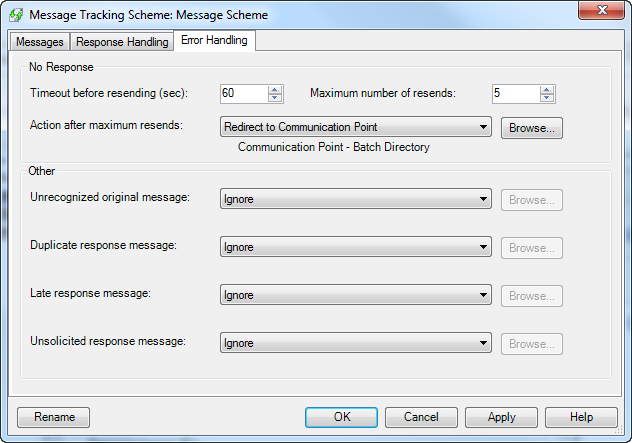 Message Tracking Scheme: Message Scheme
Messages Response Handling Error Handling
No Response
Timeout before resending (sec): 60 Maximum number of resends: 5
Action after maximum resends: Redirect to Communication Point Browse...
Communication Point - Batch Directory
Other
Unrecognized original message: Ignore Browse...
Duplicate response message: Ignore Browse...
Late response message: Ignore Browse...
Unsolicited response message: Ignore Browse...
Rename OK Cancel Apply Help